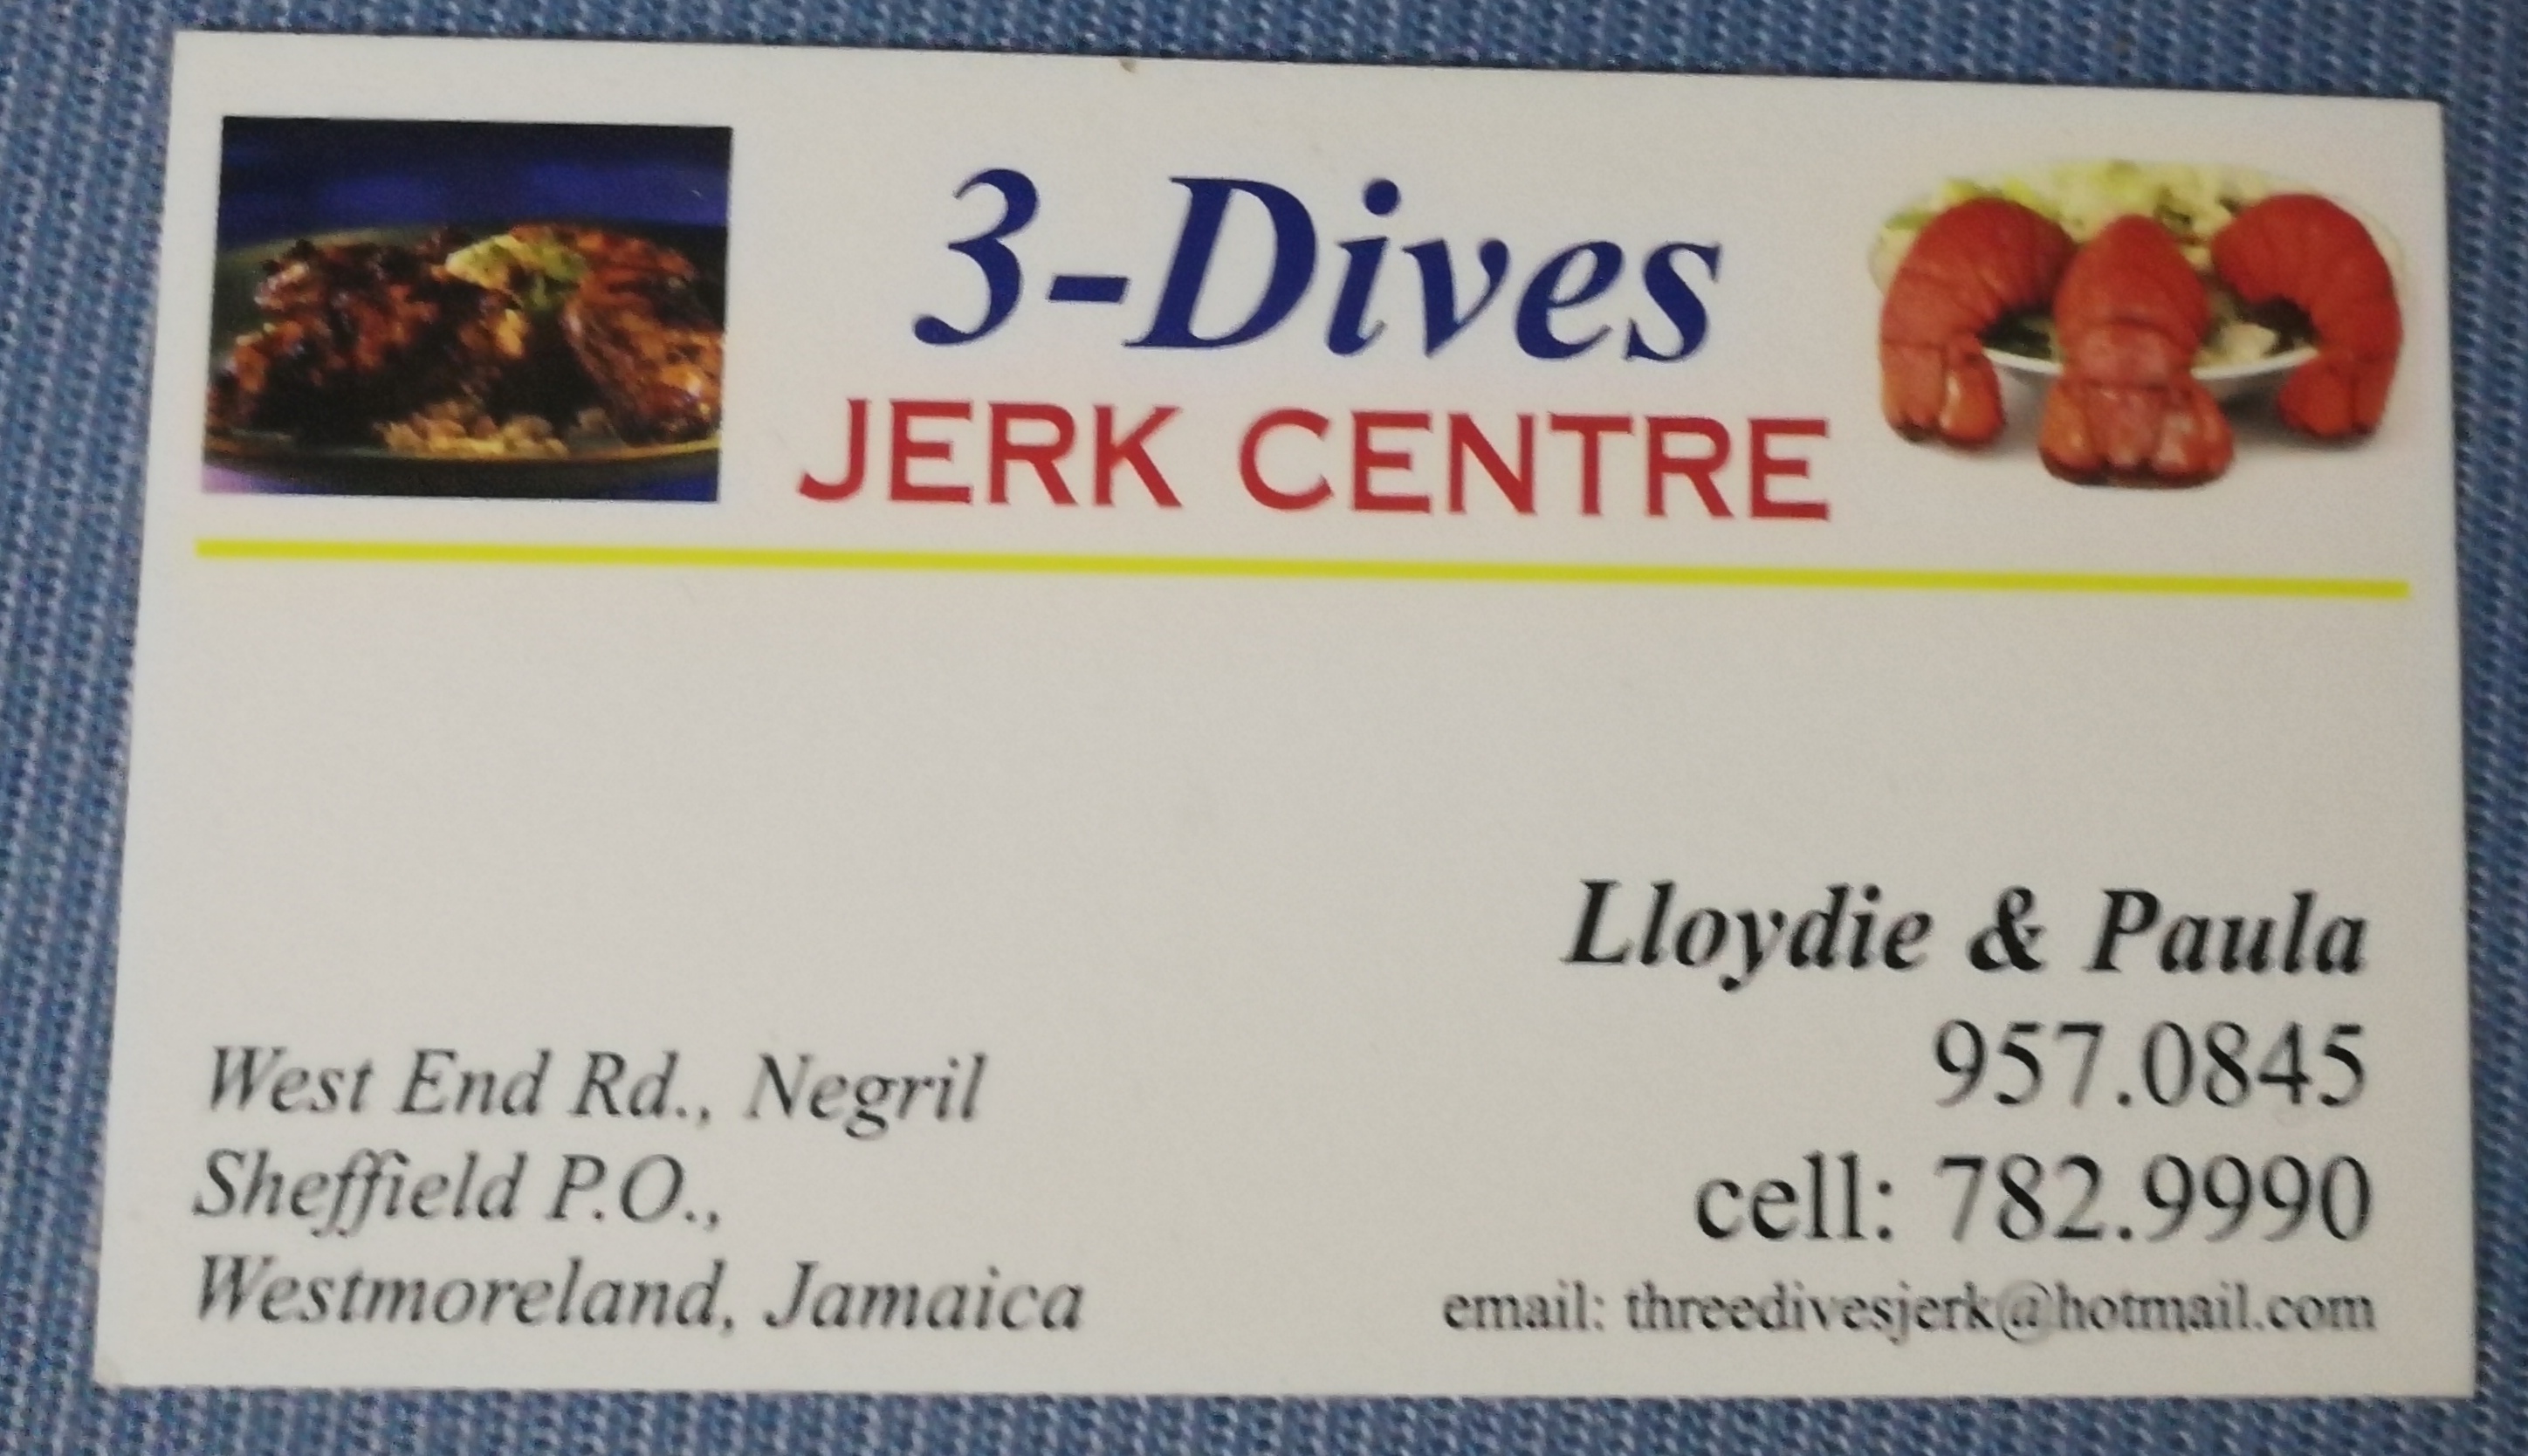 3-Dives
JERK CENTRE
Lloydie & Paula
957.0845
cell: 782.9990
email: threedivesjerk@hotmail.com
West End Rd., Negril
Sheffield P.O.,
Westmoreland, Jamaica